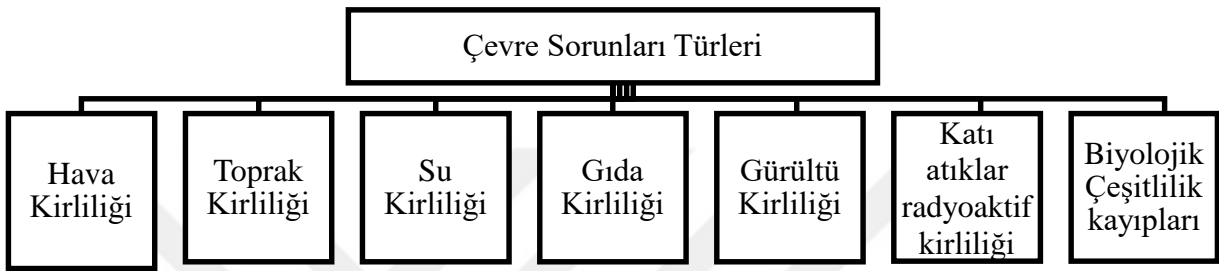 Çevre Sorunları Türleri
Hava
Kirliliği
Toprak
Kirliliği
Su
Kirliliği
Gıda
Kirliliği
Gürültü
Kirliliği
Katı
atıklar
radyoaktif
kirliliği
Biyolojik
Çeşitlilik
kayıpları